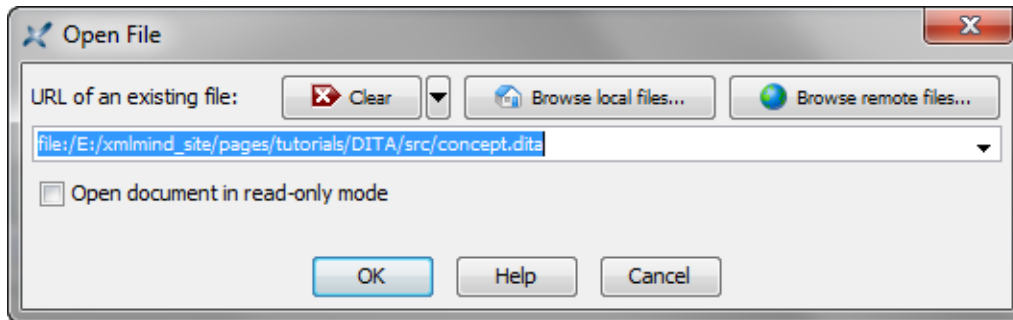 Open File
URL of an existing file: Clear Browse local files... Browse remote files...
file:/E:/xmlmind_site/pages/tutorials/DITA/src/concept.dita
Open document in read-only mode
OK Help Cancel